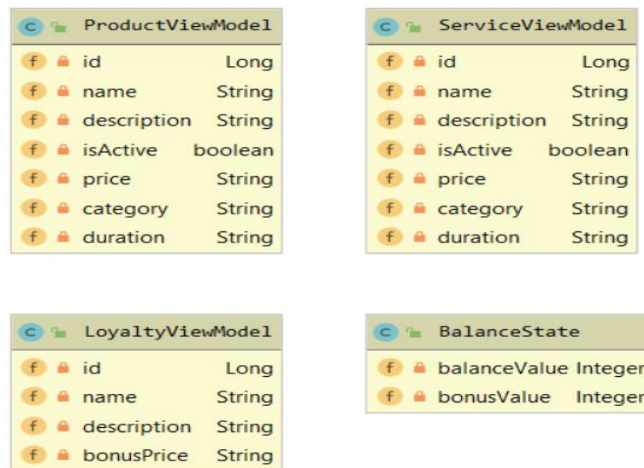 C ProductViewModel
f id Long
f name String
f description String
f isActive boolean
f price String
f category String
f duration String
C ServiceViewModel
f id Long
f name String
f description String
f isActive boolean
f price String
f category String
f duration String
C LoyaltyViewModel
f id Long
f name String
f description String
f bonusPrice String
C BalanceState
f balanceValue Integer
f bonusValue Integer